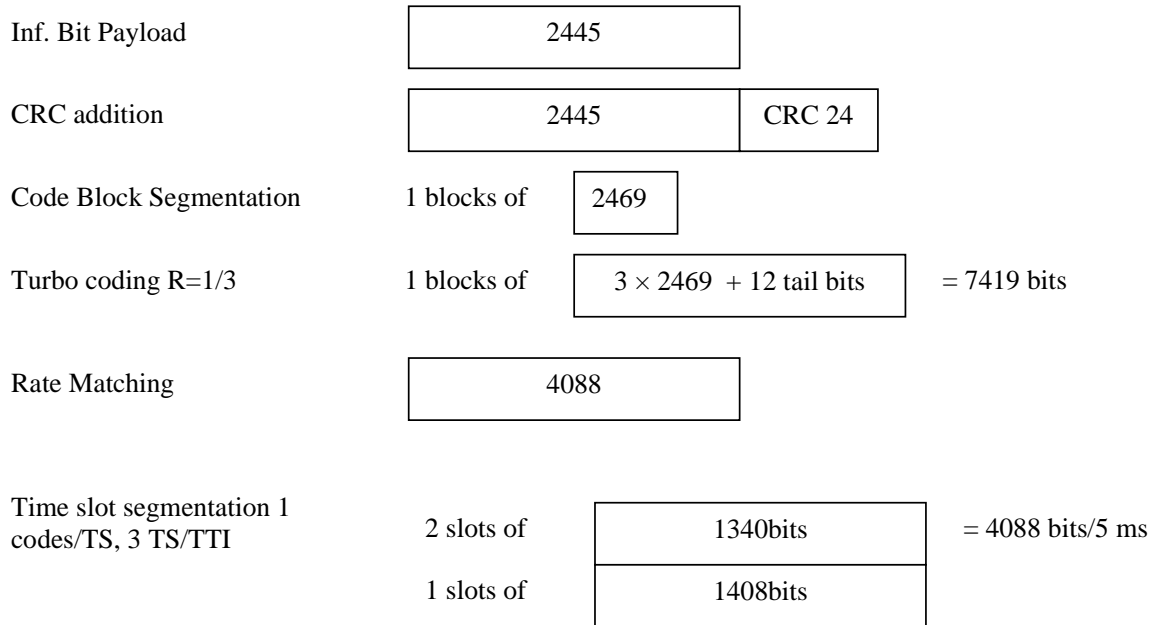 Inf. Bit Payload 2445
CRC addition 2445 CRC 24
Code Block Segmentation 1 blocks of 2469
Turbo coding R=1/3 1 blocks of 3 × 2469 + 12 tail bits = 7419 bits
Rate Matching 4088
Time slot segmentation 1
codes/TS, 3 TS/TTI 2 slots of 1340bits = 4088 bits/5 ms
1 slots of 1408bits